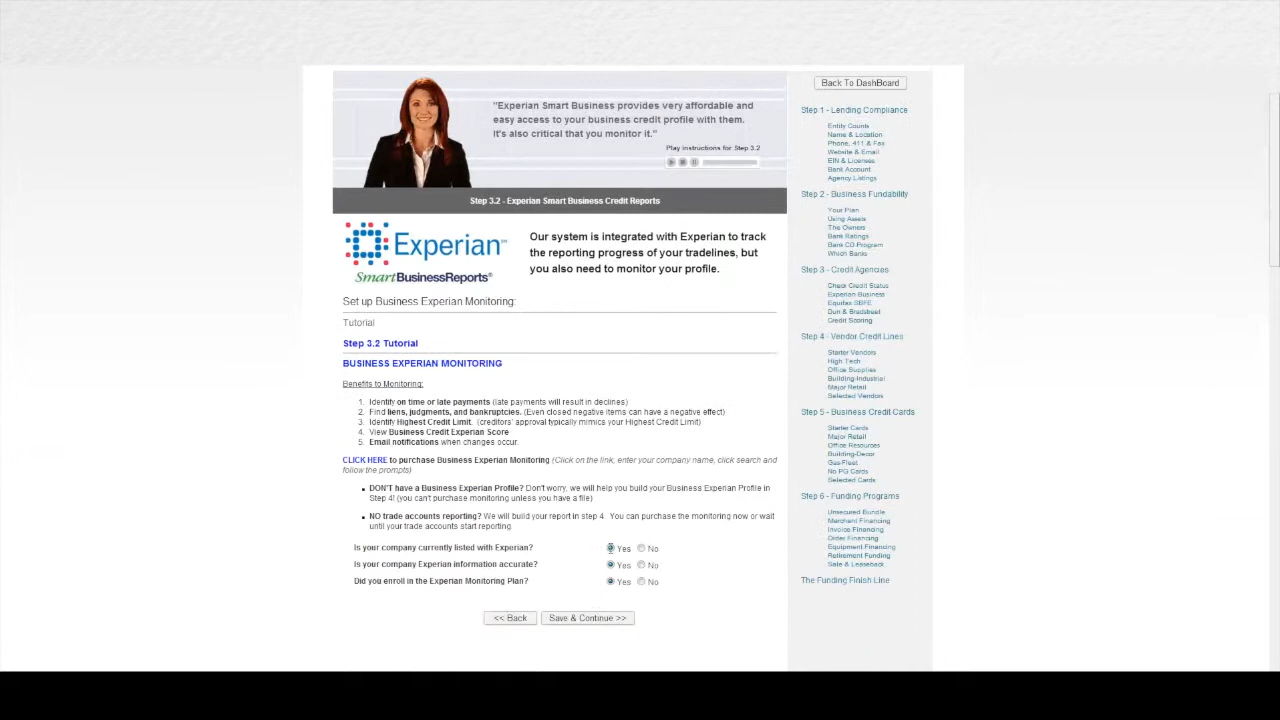 "Experian Smart Business provides very affordable and
easy access to your business credit profile with them.
It's also critical that you monitor it."
Play instructions for Step 3.2
Step 3.2 - Experian Smart Business Credit Reports
Experian
SmartBusinessReports
Our system is integrated with Experian to track
the reporting progress of your tradelines, but
you also need to monitor your profile.
Set up Business Experian Monitoring:
Tutorial
Step 3.2 Tutorial
BUSINESS EXPERIAN MONITORING
Benefits to Monitoring:
1. Identify on time or late payments (late payments will result in declines)
2. Find liens, judgments, and bankruptcies. (Even closed negative items can have a negative effect)
3. Identify Highest Credit Limit. (creditors' approval typically mimics your Highest Credit Limit)
4. View Business Credit Experian Score
5. Email notifications when changes occur.
CLICK HERE to purchase Business Experian Monitoring (Click on the link, enter your company name, click search and
follow the prompts)
DON'T have a Business Experian Profile? Don't worry, we will help you build your Business Experian Profile in
Step 4! (you can't purchase monitoring unless you have a file)
NO trade accounts reporting? We will build your report in step 4. You can purchase the monitoring now or wait
until your trade accounts start reporting
Is your company currently listed with Experian? Yes No
Is your company Experian information accurate? Yes No
Did you enroll in the Experian Monitoring Plan? Yes No
<< Back Save & Continue >>
Back To DashBoard
Step 1 - Lending Compliance
Entity Counts
Name & Location
Phone, 411 & Fax
Website & Email
EIN & Licenses
Bank Account
Agency Listings
Step 2 - Business Fundability
Your Plan
Using Assets
The Owners
Bank Ratings
Bank CD Program
Which Banks
Step 3 - Credit Agencies
Check Credit Status
Experian Business
Equifax SBFE
Dun & Bradstreet
Credit Scoring
Step 4 - Vendor Credit Lines
Starter Vendors
High Tech
Office Supplies
Building-Industrial
Major Retail
Selected Vendors
Step 5 - Business Credit Cards
Starter Cards
Major Retail
Office Resources
Building-Decor
Gas-Fleet
No PG Cards
Selected Cards
Step 6 - Funding Programs
Unsecured Bundle
Merchant Financing
Invoice Financing
Order Financing
Equipment Financing
Retirement Funding
Sale & Leaseback
The Funding Finish Line